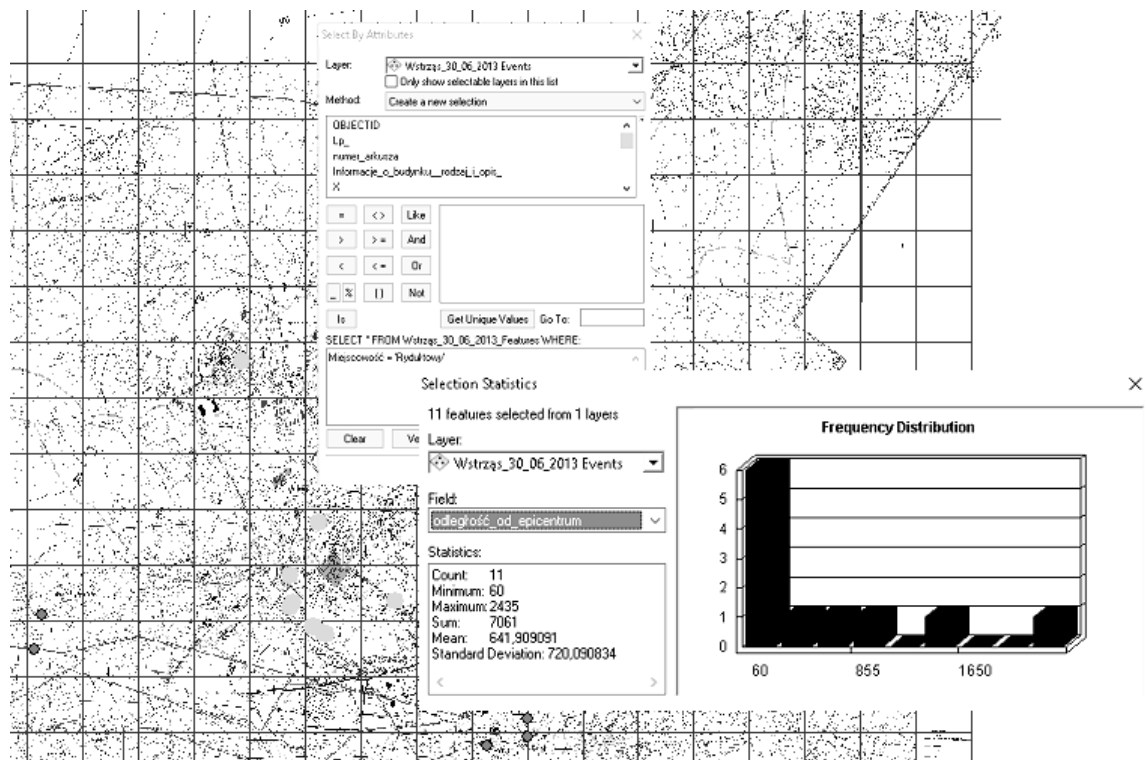 Select By Attributes
Layer: Wstrząs_30_06_2013 Events
Only show selectable layers in this list
Method: Create a new selection
OBJECTID
Lp_
numer_arkusza
Informacje_o_budynku__rodzaj_i_opis_
X
= <> Like
> >= And
< <= Or
_ % () Not
Is Get Unique Values Go To:
SELECT * FROM Wstrząs_30_06_2013_Features WHERE:
Miejscowość = 'Rydułtowy'
Clear Ve
Selection Statistics
11 features selected from 1 layers
Layer:
Wstrząs_30_06_2013 Events
Field:
odległość_od_epicentrum
Statistics:
Count: 11
Minimum: 60
Maximum: 2435
Sum: 7061
Mean: 641,909091
Standard Deviation: 720,090834
Frequency Distribution
6
5
4
3
2
1
0
60 855 1650